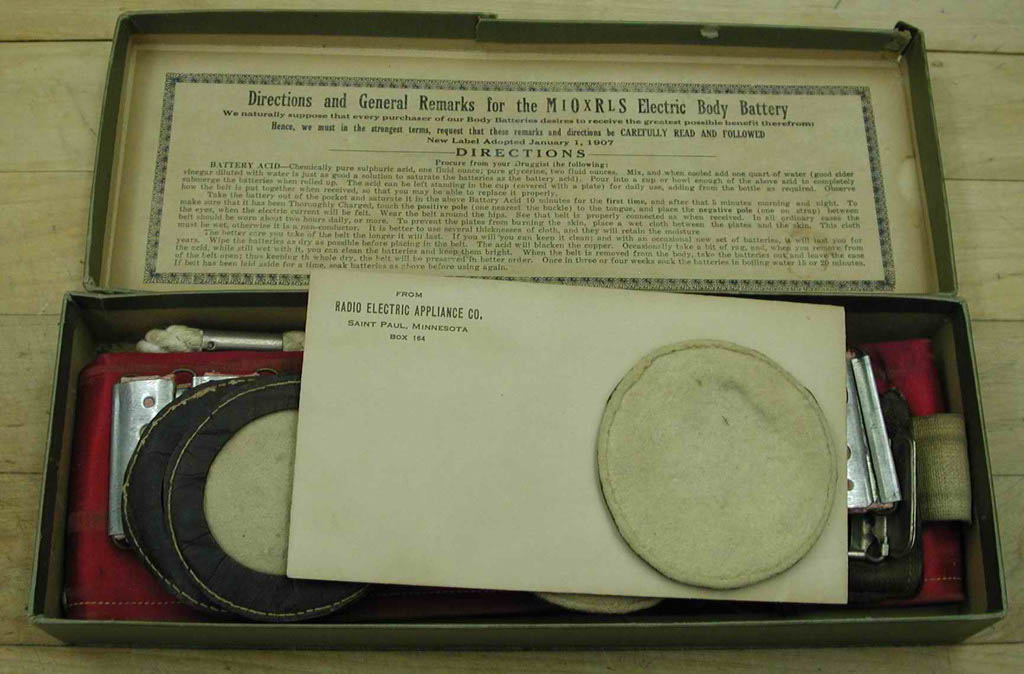 Directions and General Remarks for the MIOXRLS Electric Body Battery
We naturally suppose that every purchaser of our Body Batteries desires to receive the greatest possible benefit therefrom:
Hence, we must in the strongest terms, request that these remarks and directions be CAREFULLY READ AND FOLLOWED
New Label Adopted January 1, 1907
DIRECTIONS
Procure from your Druggist the following:
BATTERY ACID—Chemically pure sulphuric acid, one fluid ounce; pure glycerine, two fluid ounces. Mix, and when cooled add one quart of water (good cider
vinegar diluted with water is just as good a solution to saturate the batteries as the battery acid). Pour into a cup or bowl enough of the above acid to completely
submerge the batteries when rolled up. The acid can be left standing in the cup (covered with a plate) for daily use, adding from the bottle as required. Observe
how the belt is put together when received, so that you may be able to replace it properly.
Take the battery out of the pocket and saturate it in the above Battery Acid 10 minutes for the first time, and after that 5 minutes morning and night. To
make sure that it has been Thoroughly Charged, touch the positive pole (one nearest the buckle) to the tongue, and place the negative pole (one on strap) between
the eyes, when the electric current will be felt. Wear the belt around the hips. See that belt is properly connected as when received. In all ordinary cases the
belt should be worn about two hours daily, or more. To prevent the plates from burning the skin, place a wet cloth between the plates and the skin. This cloth
must be wet, otherwise it is a non-conductor. It is better to use several thicknesses of cloth, and they will retain the moisture.
The better care you take of the belt the longer it will last. If you will you can keep it clean; and with an occasional new set of batteries, it will last you for
years. Wipe the batteries as dry as possible before placing in the belt. The acid will blacken the copper. Occasionally take a bit of rag, and, when you remove from
the acid, while still wet with it, you can clean the batteries and keep them bright. When the belt is removed from the body, take the batteries out and leave the case
of the belt open; thus keeping th whole dry, the belt will be preserved in better order. Once in three or four weeks sock the batteries in boiling water 15 or 20 minutes.
If belt has been laid aside for a time, soak batteries as above before using again.
FROM
RADIO ELECTRIC APPLIANCE CO.
SAINT PAUL, MINNESOTA
BOX 164